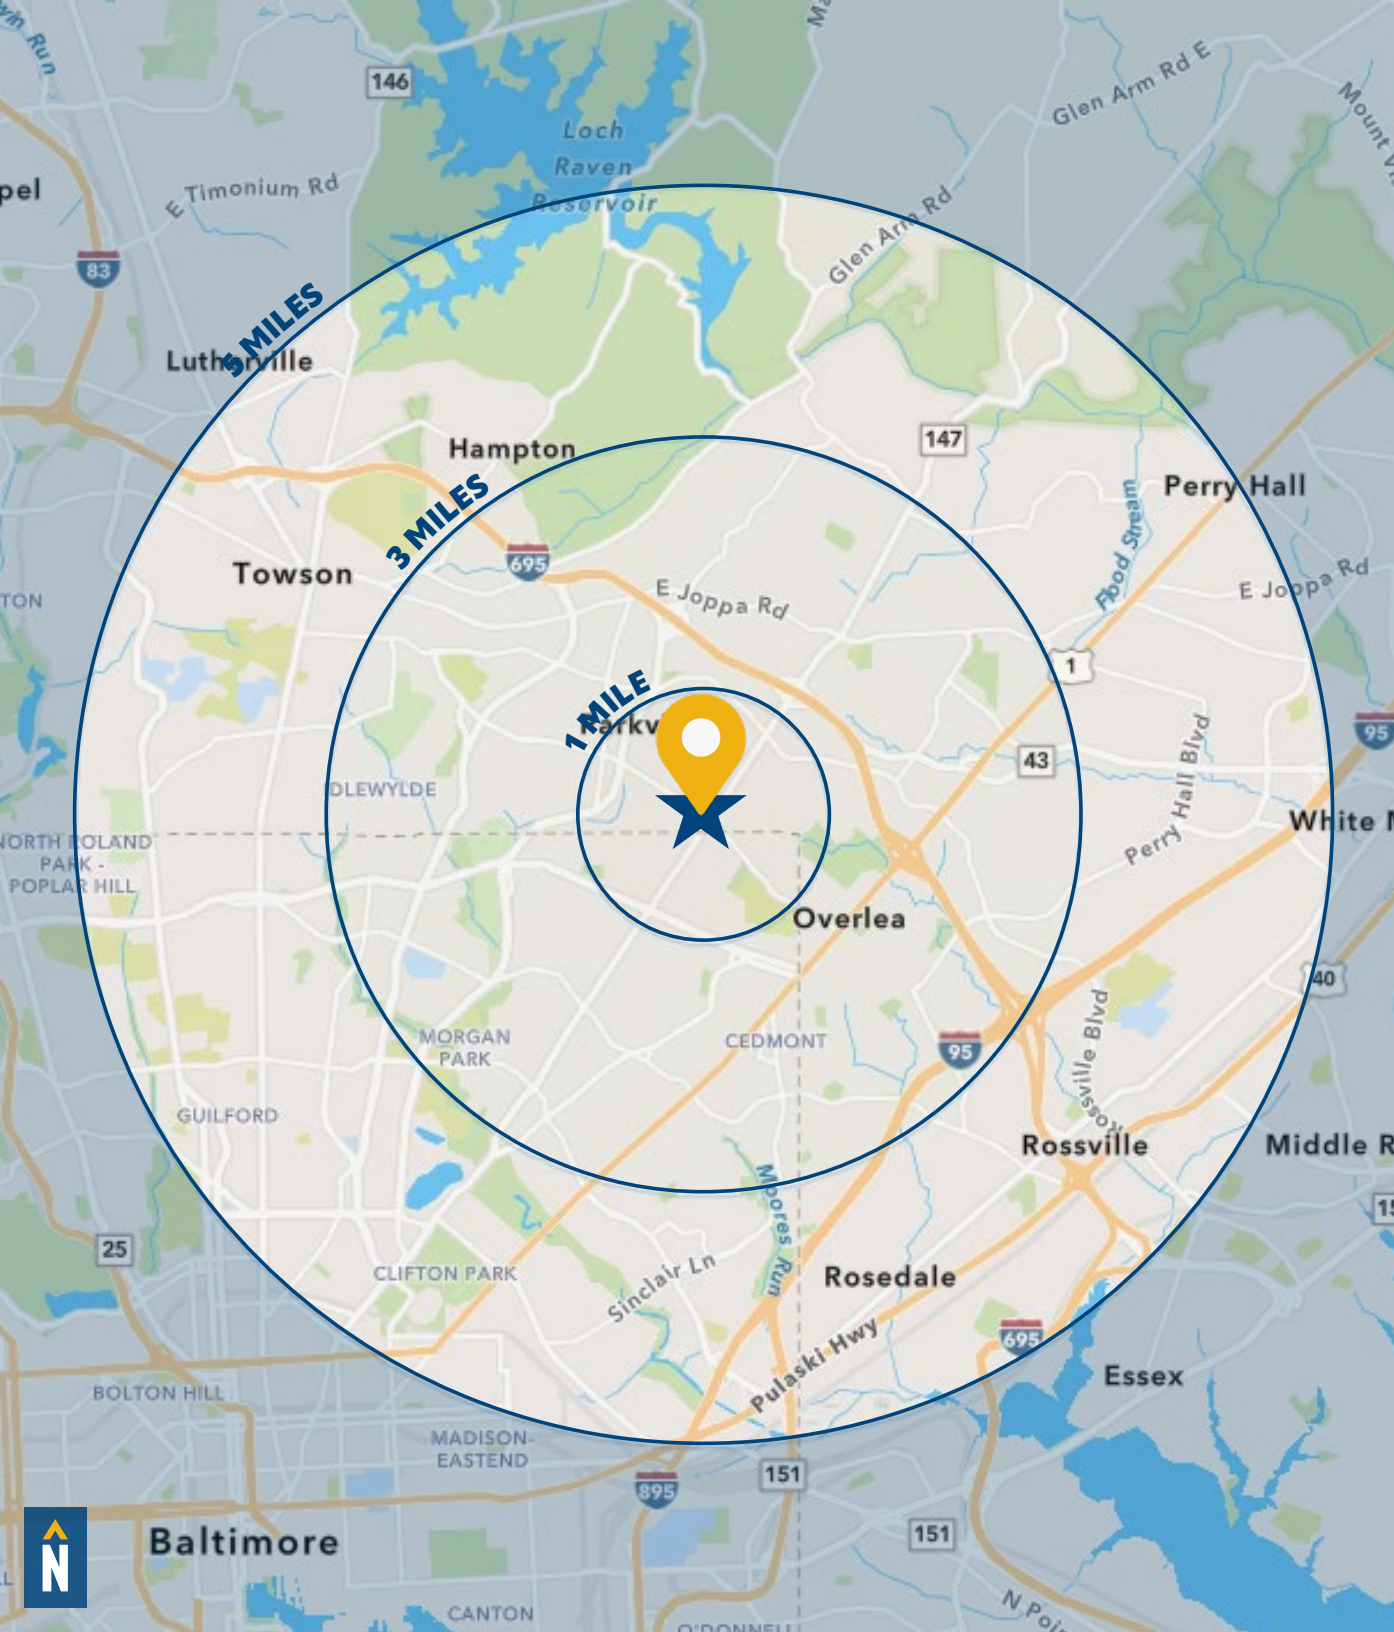 146
Glen Arm Rd E
Loch
Raven
Reservoir
E Timonium Rd
Glen Arm Rd
83
5 MILES
Lutherville
147
Hampton
3 MILES
Perry Hall
Flood Stream
695
Towson
E Joppa Rd
E Joppa Rd
1
1 MILE
95
43
Perry Hall Blvd
DLEWYLDE
White
NORTH ROLAND
PARK -
POPLAR HILL
Overlea
40
MORGAN
PARK
CEDMONT
95
Rossville Blvd
GUILFORD
Rossville
Middle R
Moores Run
25
CLIFTON PARK
Sinclair Ln
Rosedale
Pulaski Hwy
695
Essex
BOLTON HILL
MADISON-
EASTEND
895
151
151
Baltimore
N
CANTON
O'DONNELL